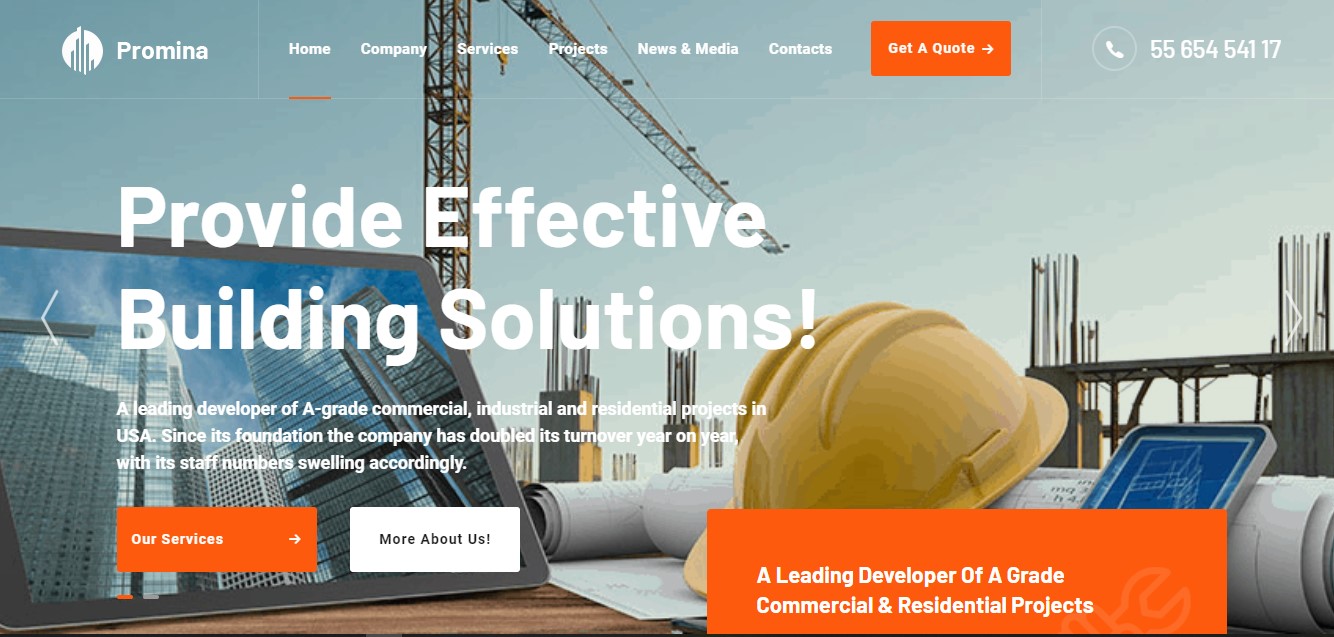 Promina
Home Company Services Projects News & Media Contacts
Get A Quote
55 654 541 17
Provide Effective
Building Solutions!
A leading developer of A-grade commercial, industrial and residential projects in
USA. Since its foundation the company has doubled its turnover year on year,
with its staff numbers swelling accordingly.
Our Services
More About Us!
A Leading Developer Of A Grade
Commercial & Residential Projects